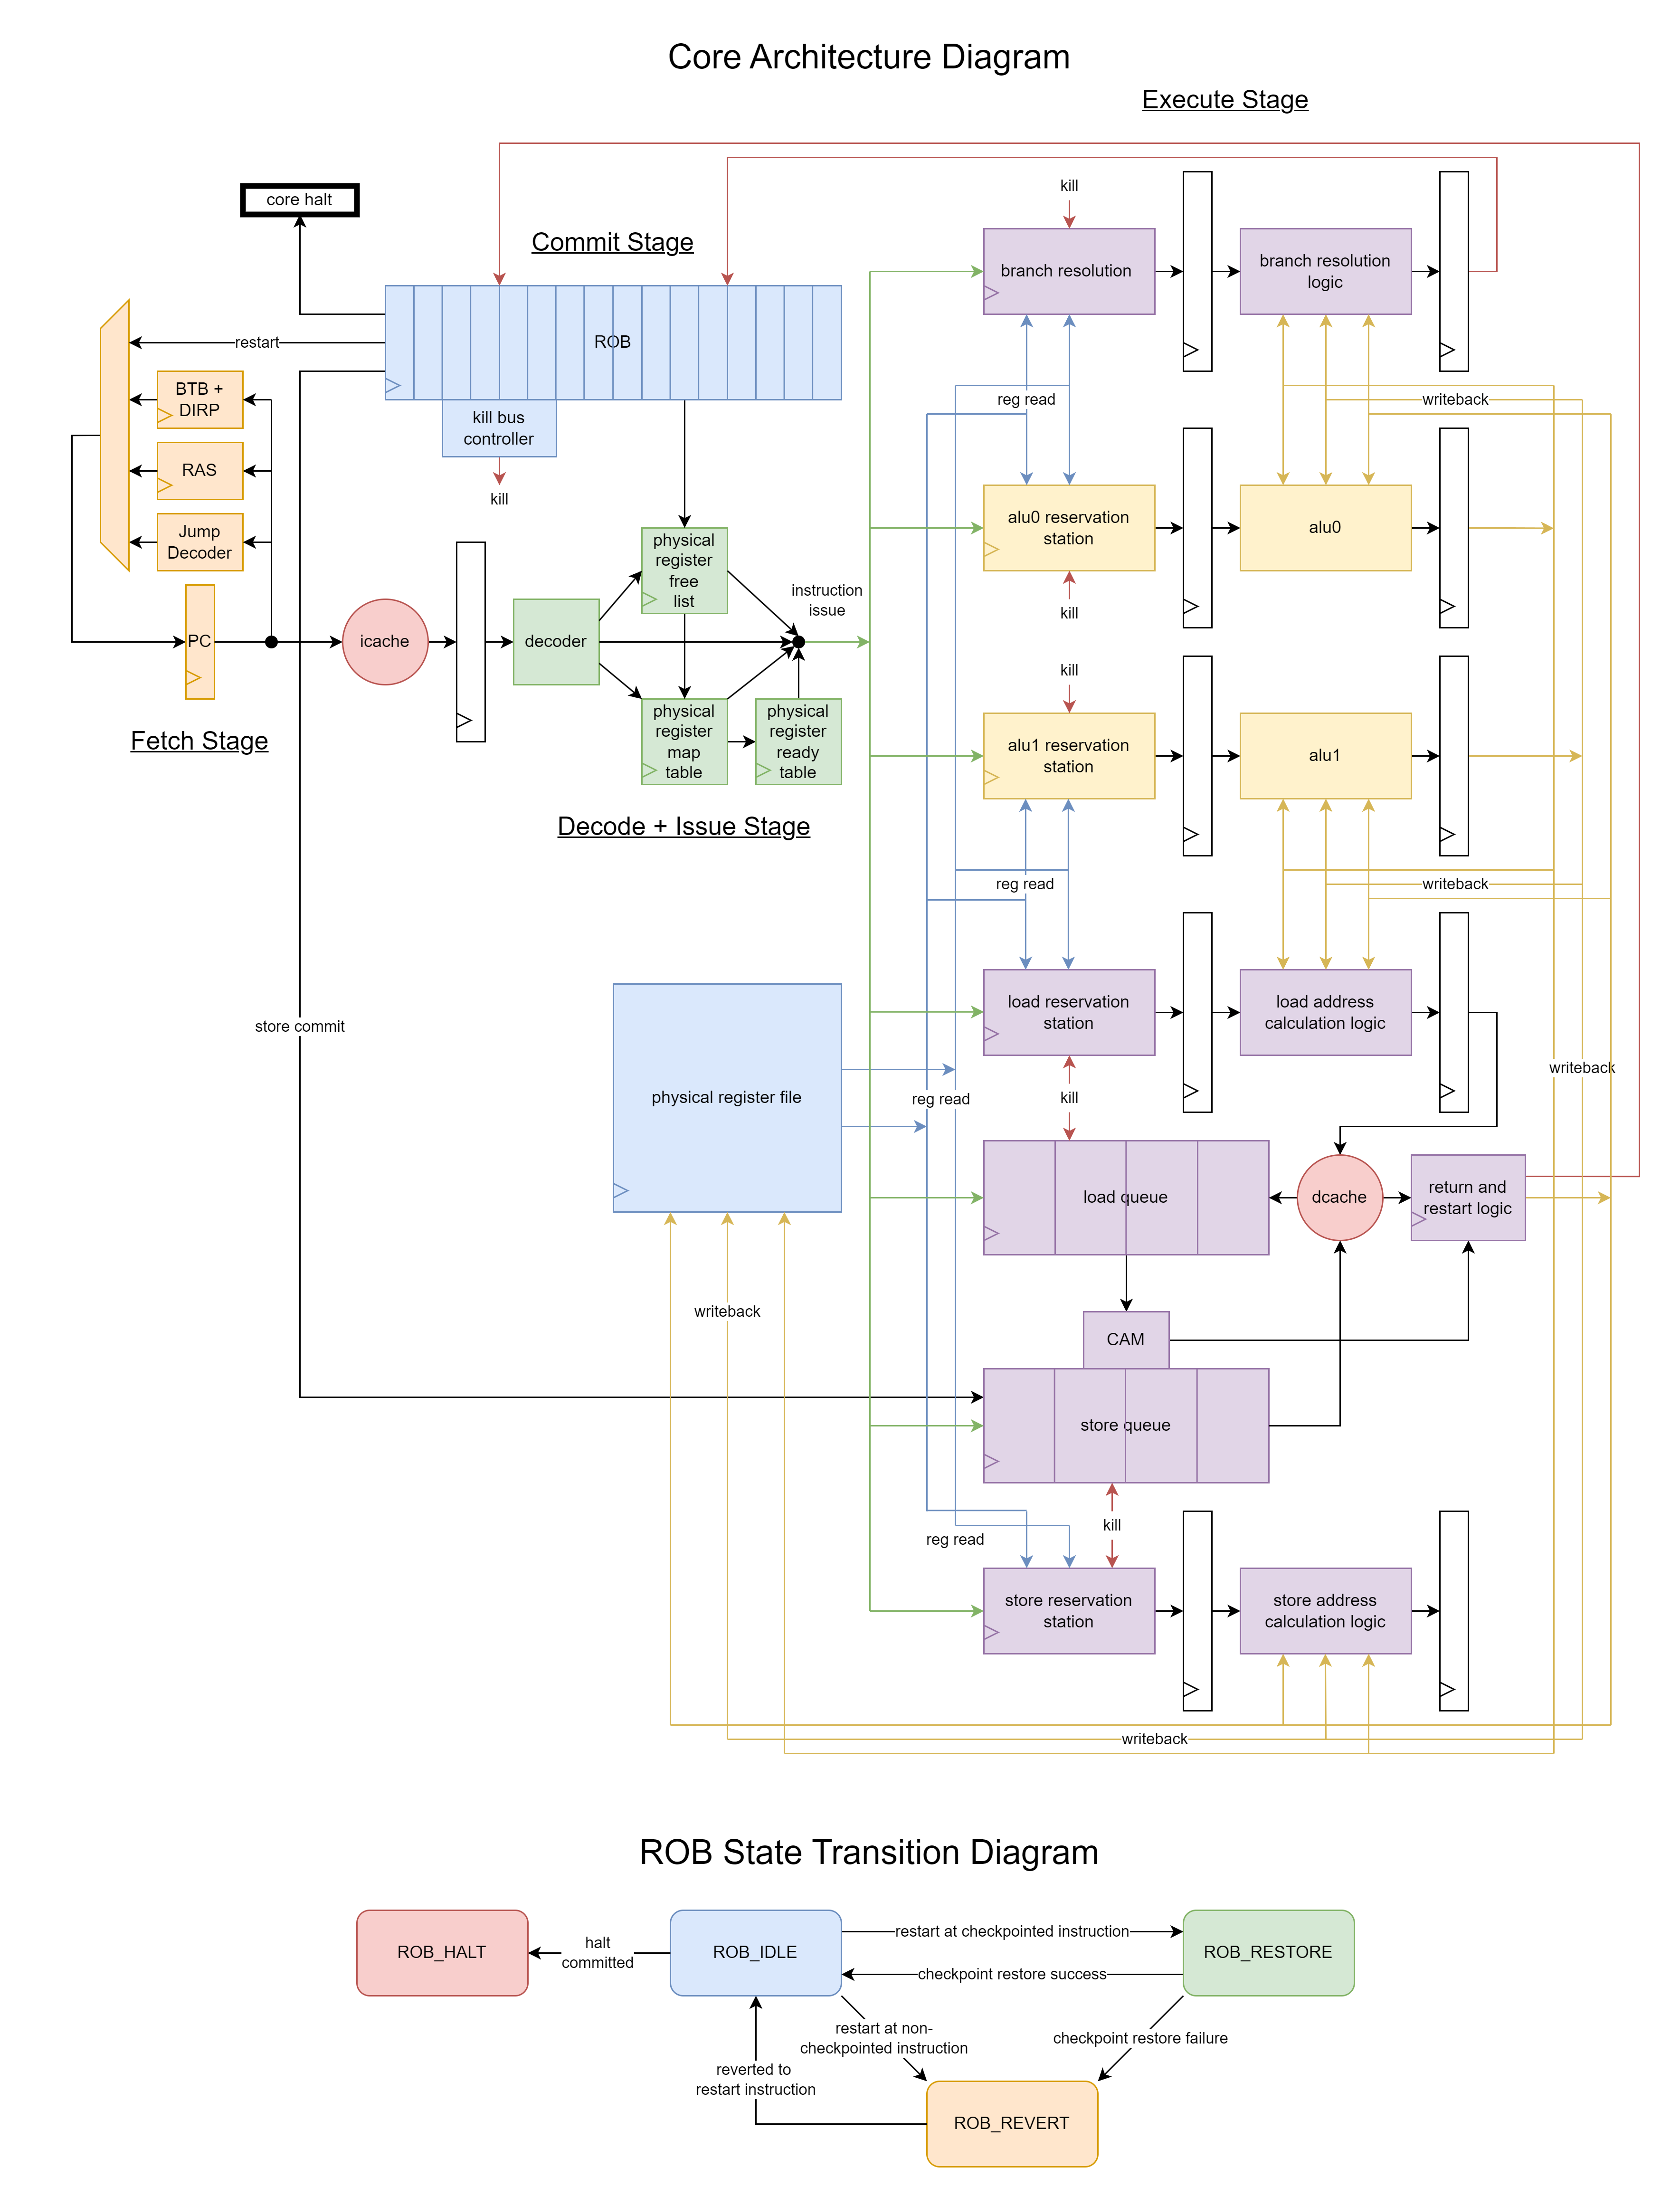 Core Architecture Diagram
Execute Stage
kill
core halt
Commit Stage
branch resolution
branch resolution
logic
ROB
restart
BTB +
DIRP
kill bus
controller
reg read
writeback
RAS
kill
Jump
Decoder
physical
register
free
list
alu0 reservation
station
alu0
instruction
issue
kill
PC
icache
decoder
kill
Fetch Stage
physical
register
map
table
physical
register
ready
table
alu1 reservation
station
alu1
Decode + Issue Stage
reg read
writeback
store commit
load reservation
station
load address
calculation logic
physical register file
reg read
kill
writeback
load queue
dcache
return and
restart logic
writeback
CAM
store queue
kill
reg read
store reservation
station
store address
calculation logic
writeback
ROB State Transition Diagram
ROB_HALT
halt
committed
ROB_IDLE
restart at checkpointed instruction
ROB_RESTORE
checkpoint restore success
restart at non-
checkpointed instruction
checkpoint restore failure
reverted to
restart instruction
ROB_REVERT